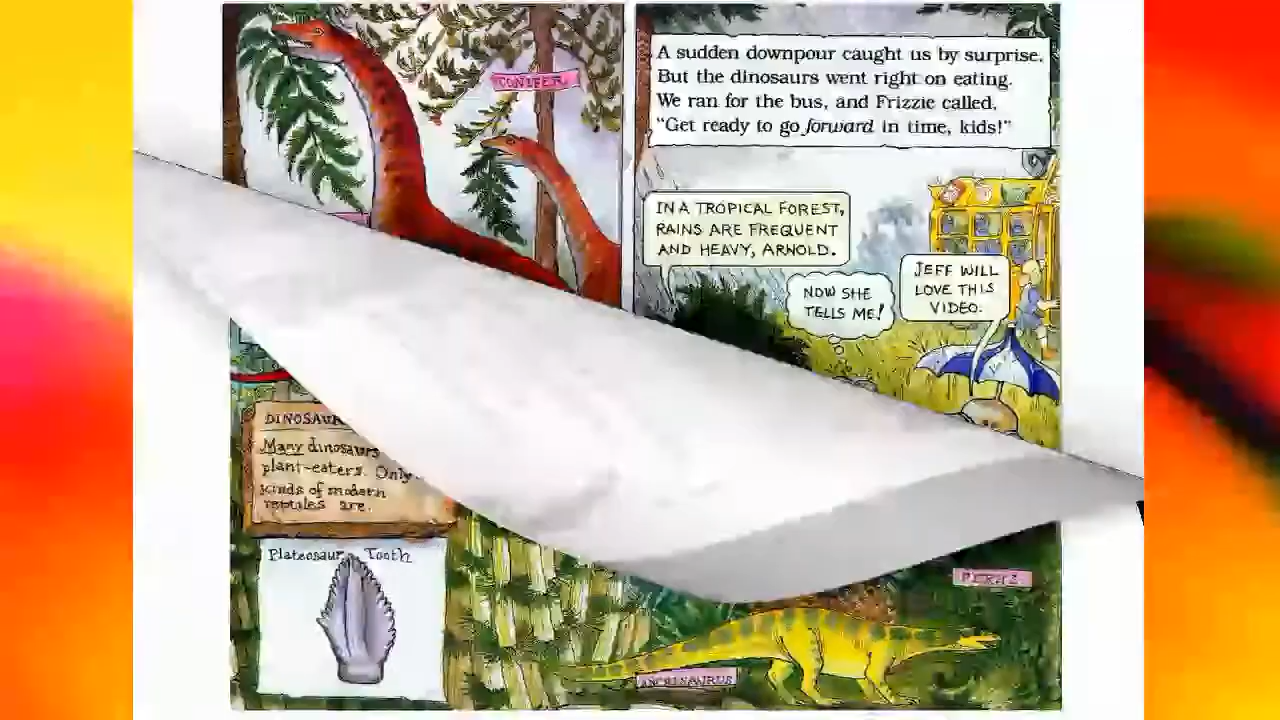 CONIFER
A sudden downpour caught us by surprise.
But the dinosaurs went right on eating.
We ran for the bus, and Frizzie called,
"Get ready to go forward in time, kids!"
IN A TROPICAL FOREST,
RAINS ARE FREQUENT
AND HEAVY, ARNOLD.
NOW SHE
TELLS ME!
JEFF WILL
LOVE THIS
VIDEO.
Many dinosaurs
plant-eaters. Only
kinds of modern
reptiles are.
Plateosaur Tooth
FERNS
ANCHISAURUS